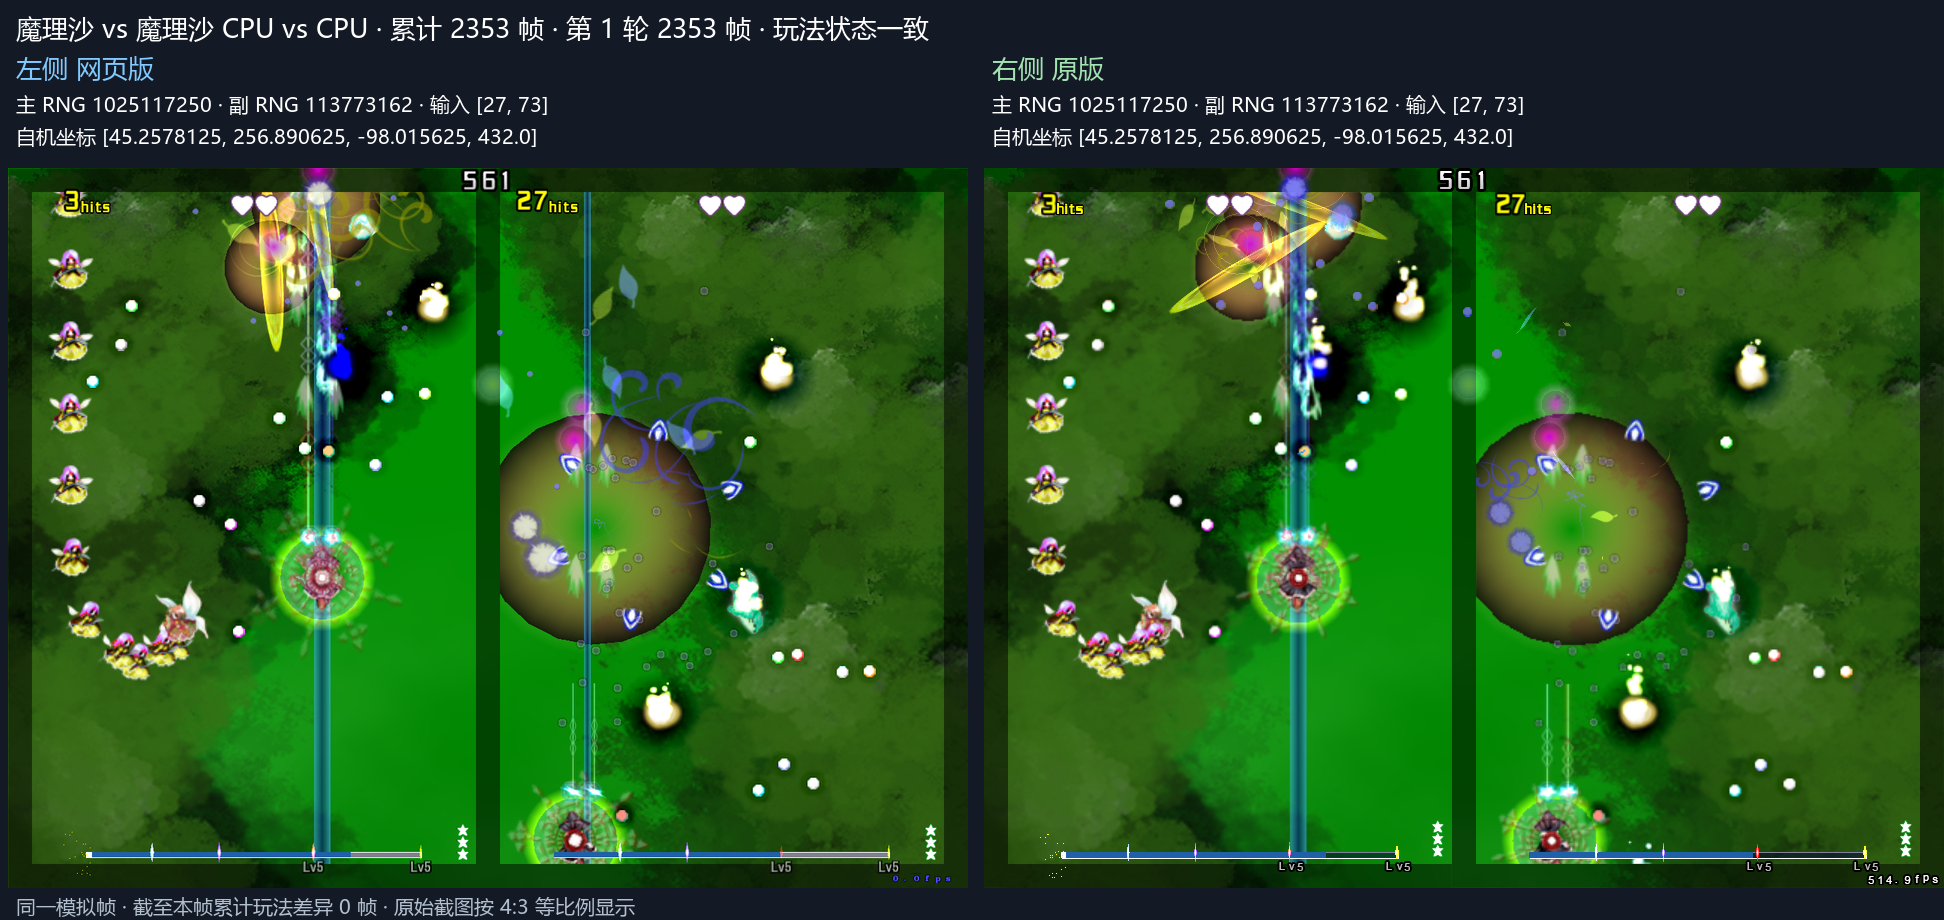 魔理沙 vs 魔理沙 CPU vs CPU · 累计 2353 帧 · 第 1 轮 2353 帧 · 玩法状态一致
左侧 网页版
主 RNG 1025117250 · 副 RNG 113773162 · 输入 [27, 73]
自机坐标 [45.2578125, 256.890625, -98.015625, 432.0]
右侧 原版
主 RNG 1025117250 · 副 RNG 113773162 · 输入 [27, 73]
自机坐标 [45.2578125, 256.890625, -98.015625, 432.0]
561
3hits
27hits
Lv5
Lv5
Lv5
Lv5
0.0fps
561
3hits
27hits
Lv5
Lv5
Lv5
Lv5
514.9fps
同一模拟帧 · 截至本帧累计玩法差异 0 帧 · 原始截图按 4:3 等比例显示